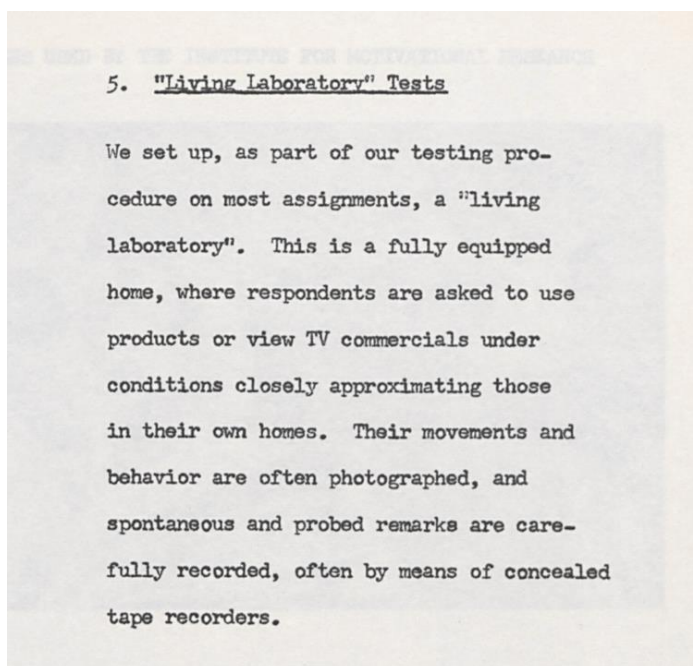 5. "Living Laboratory" Tests
We set up, as part of our testing pro-
cedure on most assignments, a "living
laboratory". This is a fully equipped
home, where respondents are asked to use
products or view TV commercials under
conditions closely approximating those
in their own homes. Their movements and
behavior are often photographed, and
spontaneous and probed remarks are care-
fully recorded, often by means of concealed
tape recorders.